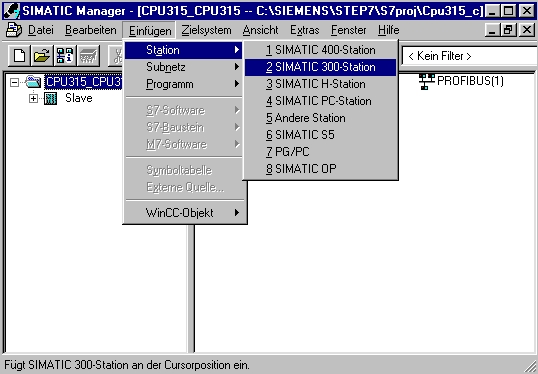 SIMATIC Manager - [CPU315_CPU315 -- C:\SIEMENS\STEP7\S7proj\Cpu315_c]
Datei Bearbeiten Einfügen Zielsystem Ansicht Extras Fenster Hilfe
< Kein Filter >
CPU315_CPU31
Slave
Station
Subnetz
Programm
S7-Software
S7-Baustein
M7-Software
Symboltabelle
Externe Quelle...
WinCC-Objekt
1 SIMATIC 400-Station
2 SIMATIC 300-Station
3 SIMATIC H-Station
4 SIMATIC PC-Station
5 Andere Station
6 SIMATIC S5
7 PG/PC
8 SIMATIC OP
PROFIBUS(1)
Fügt SIMATIC 300-Station an der Cursorposition ein.